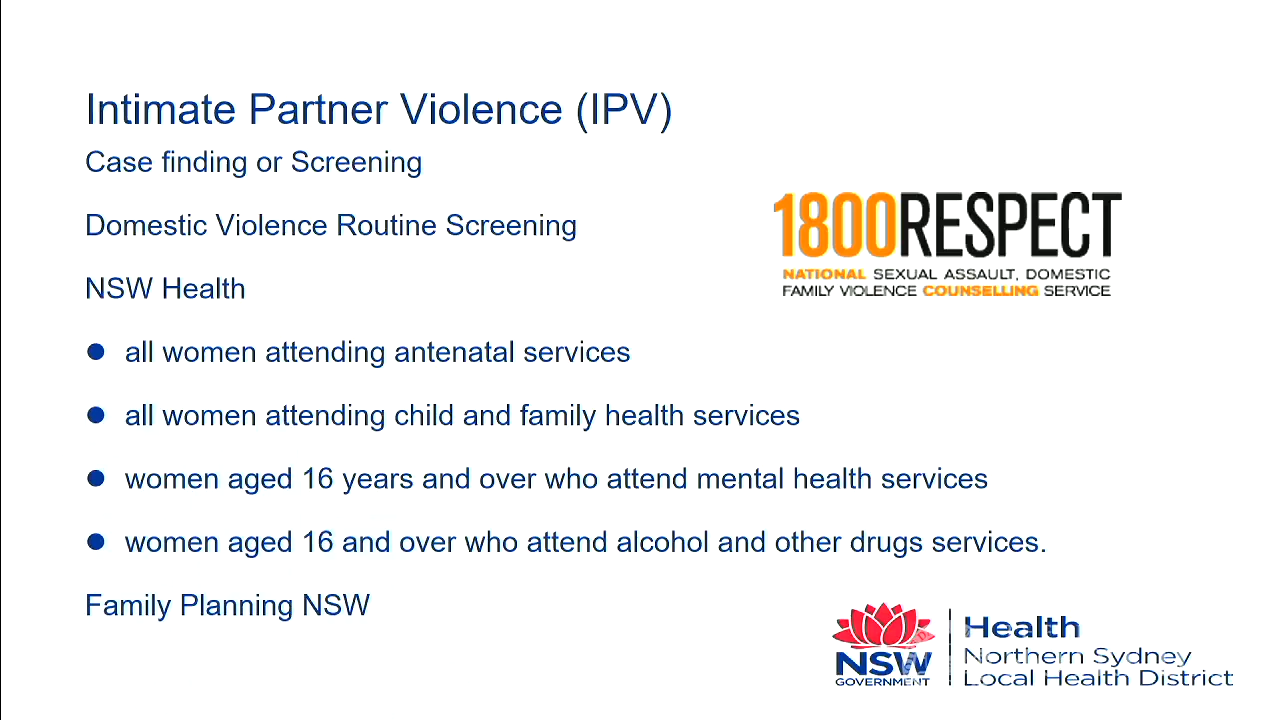 Intimate Partner Violence (IPV)
Case finding or Screening
Domestic Violence Routine Screening
NSW Health
● all women attending antenatal services
● all women attending child and family health services
● women aged 16 years and over who attend mental health services
● women aged 16 and over who attend alcohol and other drugs services.
Family Planning NSW
1800RESPECT
NATIONAL SEXUAL ASSAULT, DOMESTIC
FAMILY VIOLENCE COUNSELLING SERVICE
NSW
GOVERNMENT
Health
Northern Sydney
Local Health District